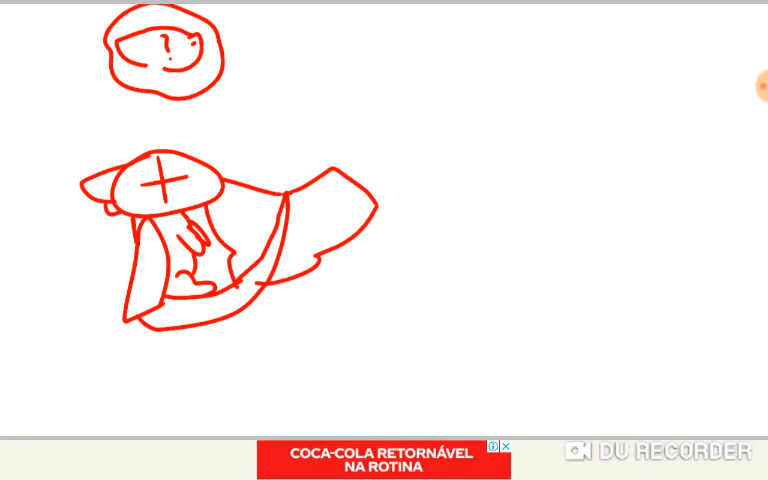 ?
COCA-COLA RETORNÁVEL
NA ROTINA
DU RECORDER